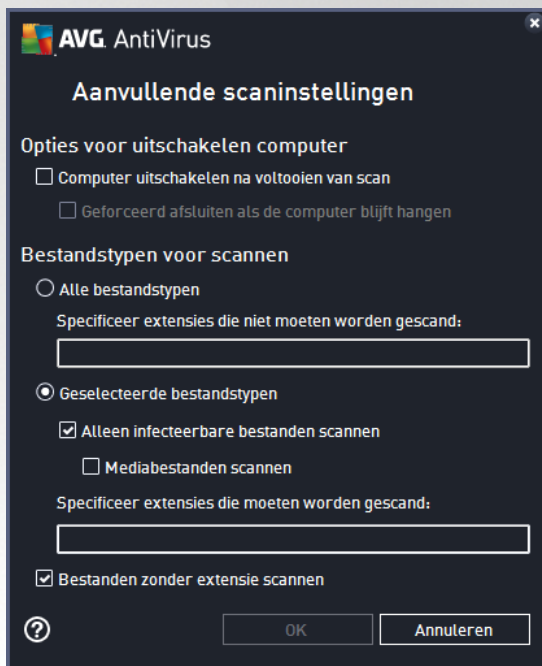 AVG. AntiVirus
Aanvullende scaninstellingen
Opties voor uitschakelen computer
Computer uitschakelen na voltooien van scan
Geforceerd afsluiten als de computer blijft hangen
Bestandstypen voor scannen
Alle bestandstypen
Specificeer extensies die niet moeten worden gescand:
Geselecteerde bestandstypen
Alleen infecteerbare bestanden scannen
Mediabestanden scannen
Specificeer extensies die moeten worden gescand:
Bestanden zonder extensie scannen
? OK Annuleren